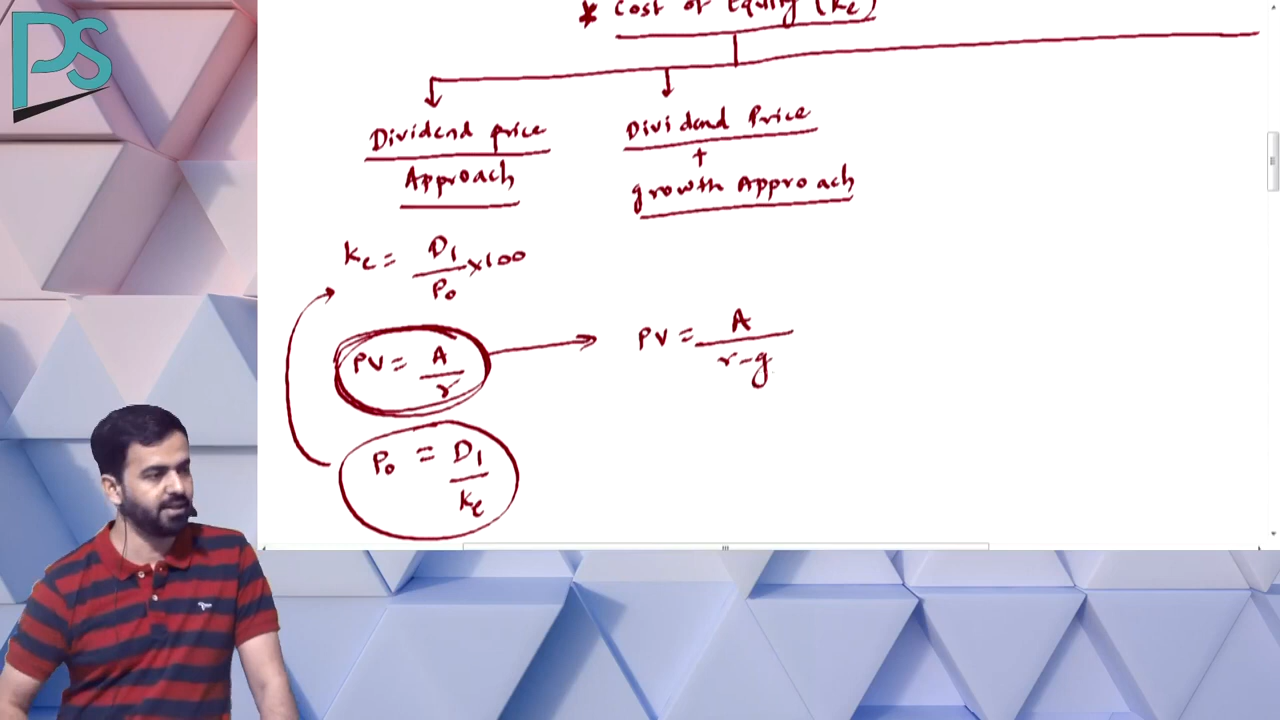 PS
* Cost of Equity (ke)
Dividend price
Approach
Dividend Price
+
growth Approach
ke = D1/P0 ×100
PV = A/r
PV = A/r-g
P0 = D1/ke